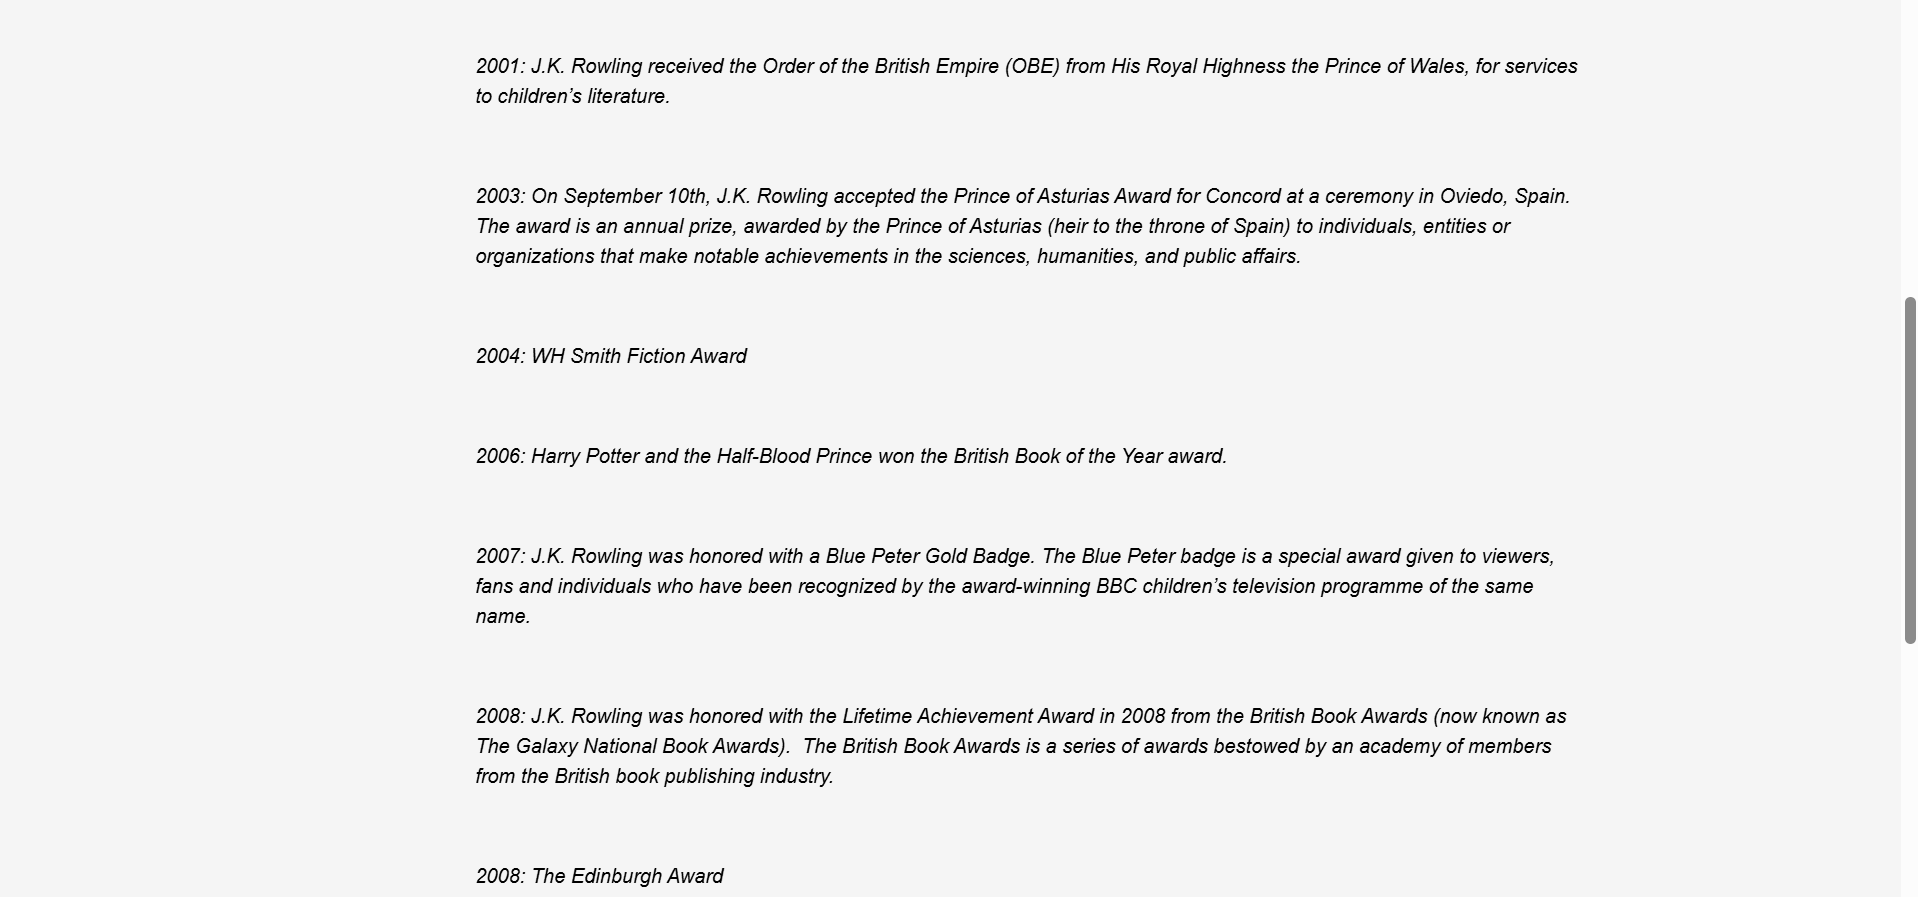 2001: J.K. Rowling received the Order of the British Empire (OBE) from His Royal Highness the Prince of Wales, for services
to children’s literature.
2003: On September 10th, J.K. Rowling accepted the Prince of Asturias Award for Concord at a ceremony in Oviedo, Spain.
The award is an annual prize, awarded by the Prince of Asturias (heir to the throne of Spain) to individuals, entities or
organizations that make notable achievements in the sciences, humanities, and public affairs.
2004: WH Smith Fiction Award
2006: Harry Potter and the Half-Blood Prince won the British Book of the Year award.
2007: J.K. Rowling was honored with a Blue Peter Gold Badge. The Blue Peter badge is a special award given to viewers,
fans and individuals who have been recognized by the award-winning BBC children’s television programme of the same
name.
2008: J.K. Rowling was honored with the Lifetime Achievement Award in 2008 from the British Book Awards (now known as
The Galaxy National Book Awards).  The British Book Awards is a series of awards bestowed by an academy of members
from the British book publishing industry.
2008: The Edinburgh Award